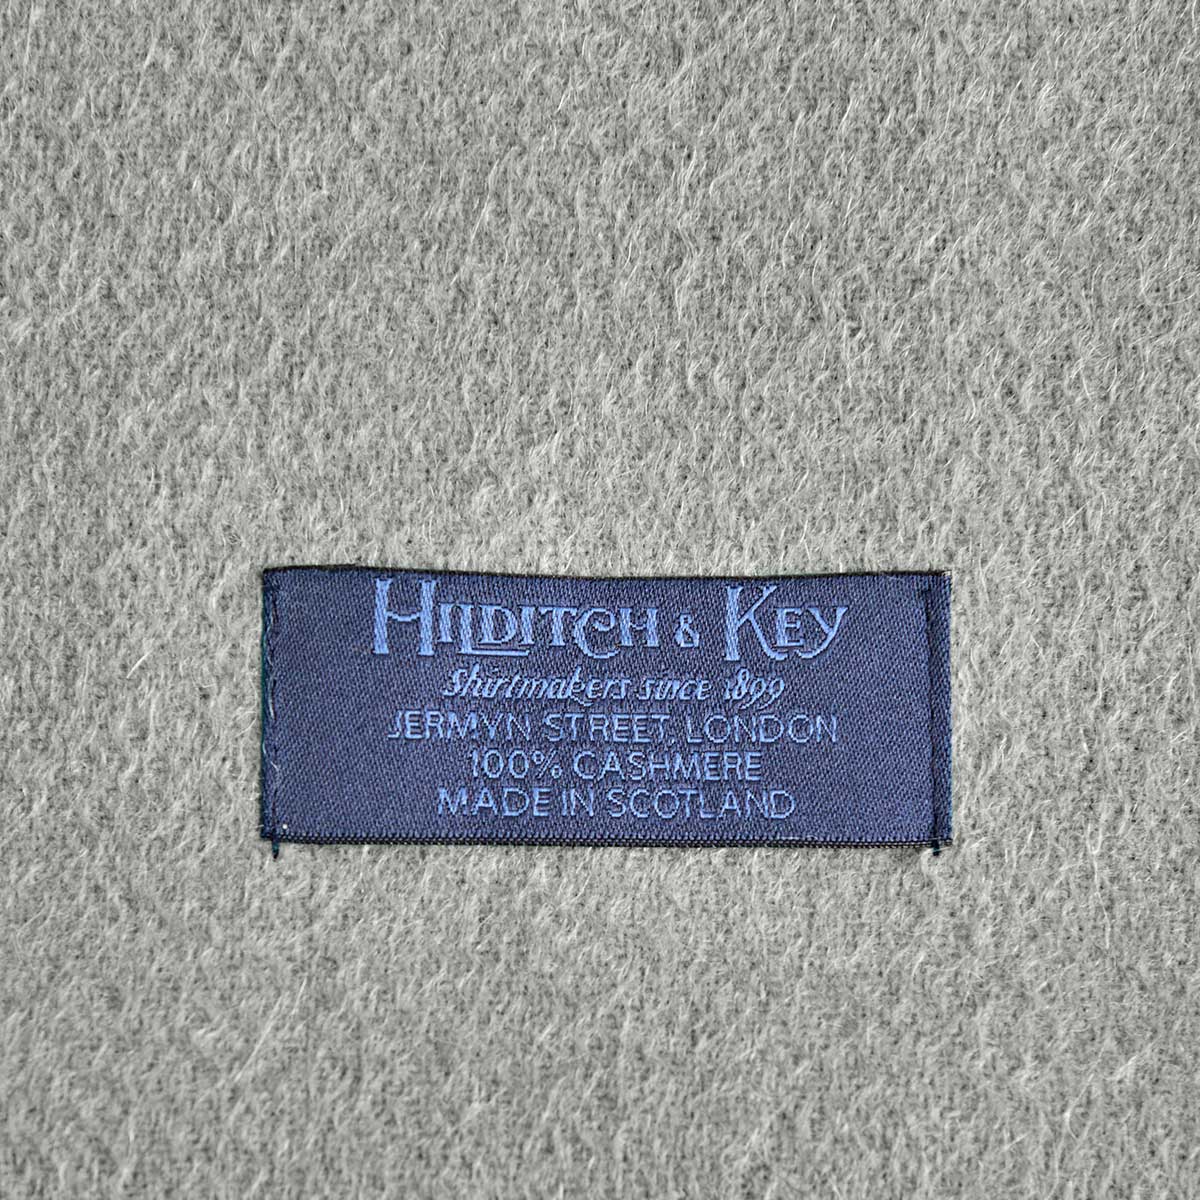 HILDITCH & KEY
Shirtmakers since 1899
JERMYN STREET, LONDON
100% CASHMERE
MADE IN SCOTLAND